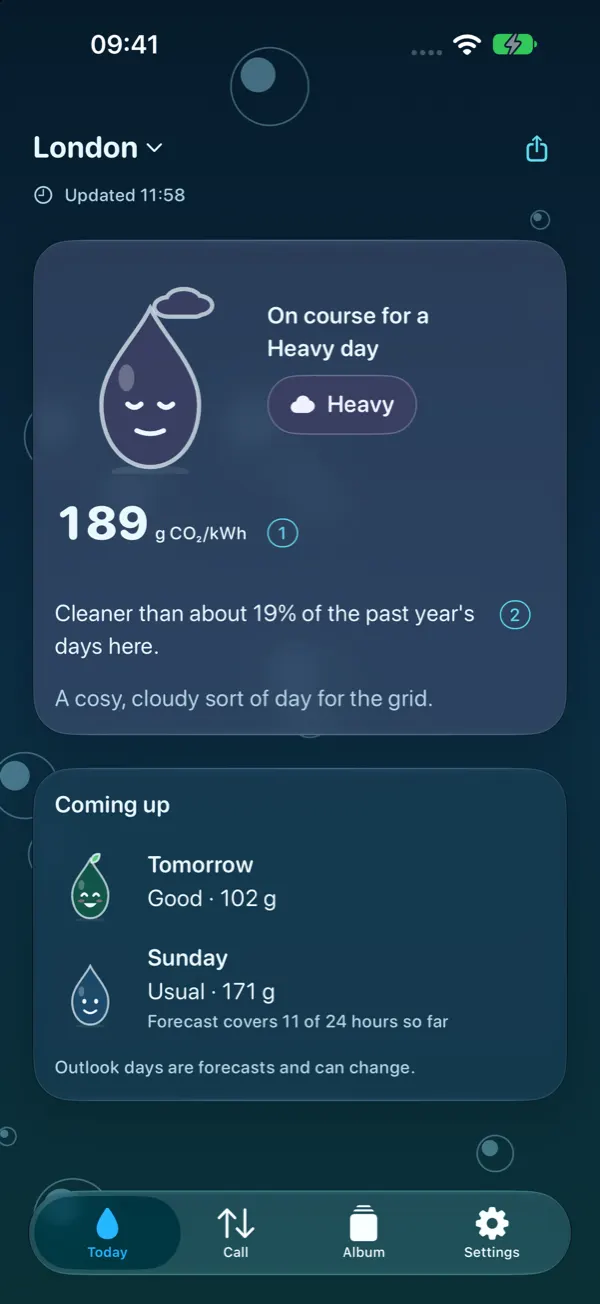 09:41
London
Updated 11:58
On course for a
Heavy day
Heavy
189 g CO₂/kWh 1
Cleaner than about 19% of the past year's 2
days here.
A cosy, cloudy sort of day for the grid.
Coming up
Tomorrow
Good · 102 g
Sunday
Usual · 171 g
Forecast covers 11 of 24 hours so far
Outlook days are forecasts and can change.
Today Call Album Settings